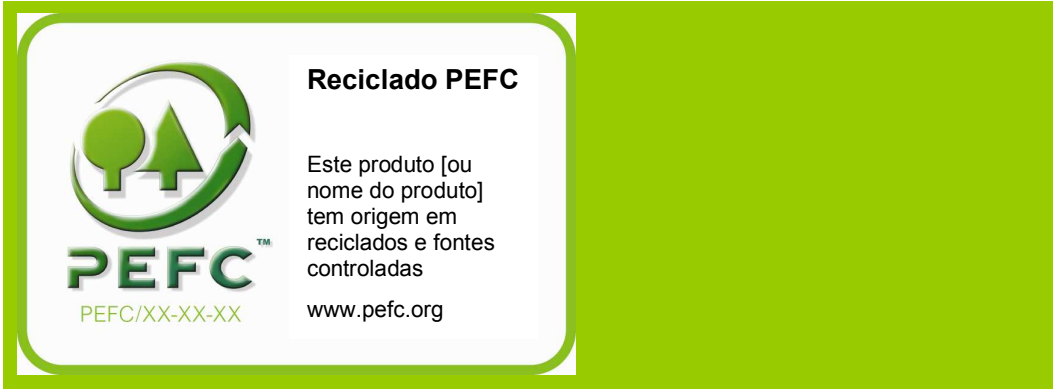 Reciclado PEFC
Este produto [ou
nome do produto]
tem origem em
reciclados e fontes
controladas
www.pefc.org
PEFC™
PEFC/XX-XX-XX